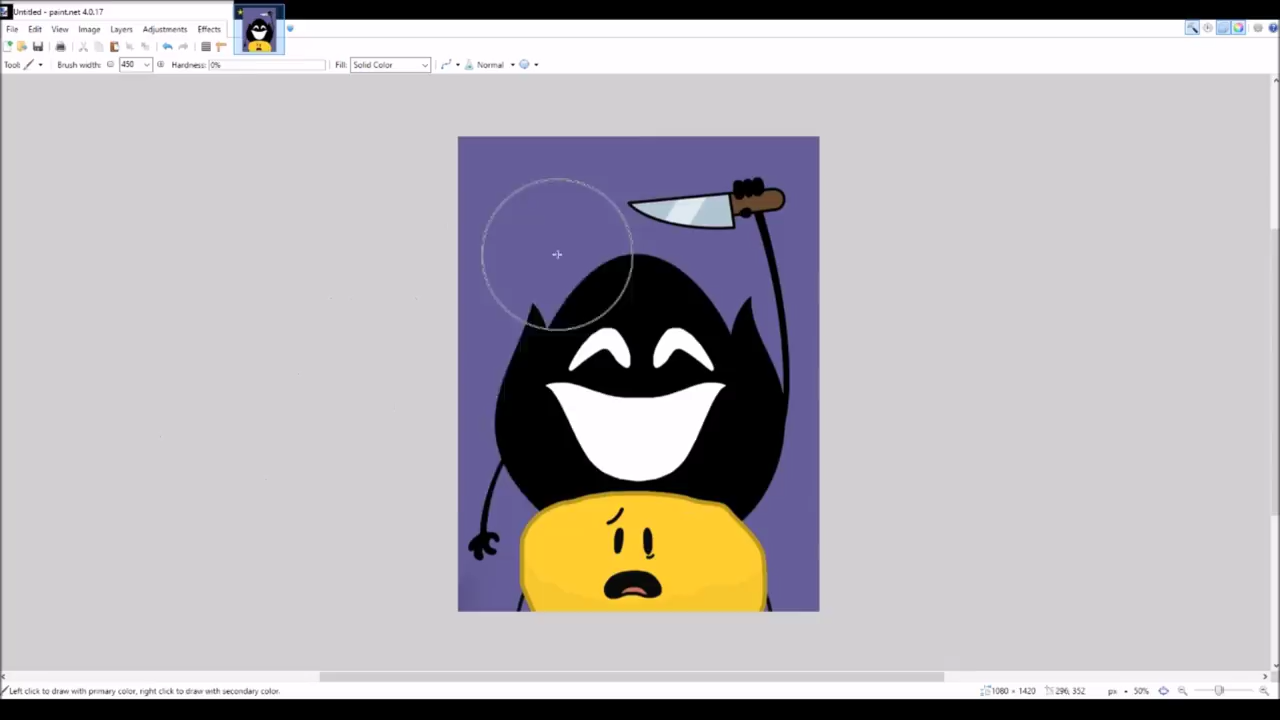 Untitled - paint.net 4.0.17
File Edit View Image Layers Adjustments Effects
Tool: Brush width: 450 Hardness: 0% Fill: Solid Color Normal
Left click to draw with primary color, right click to draw with secondary color. 1080 × 1420 296, 352 px 50%